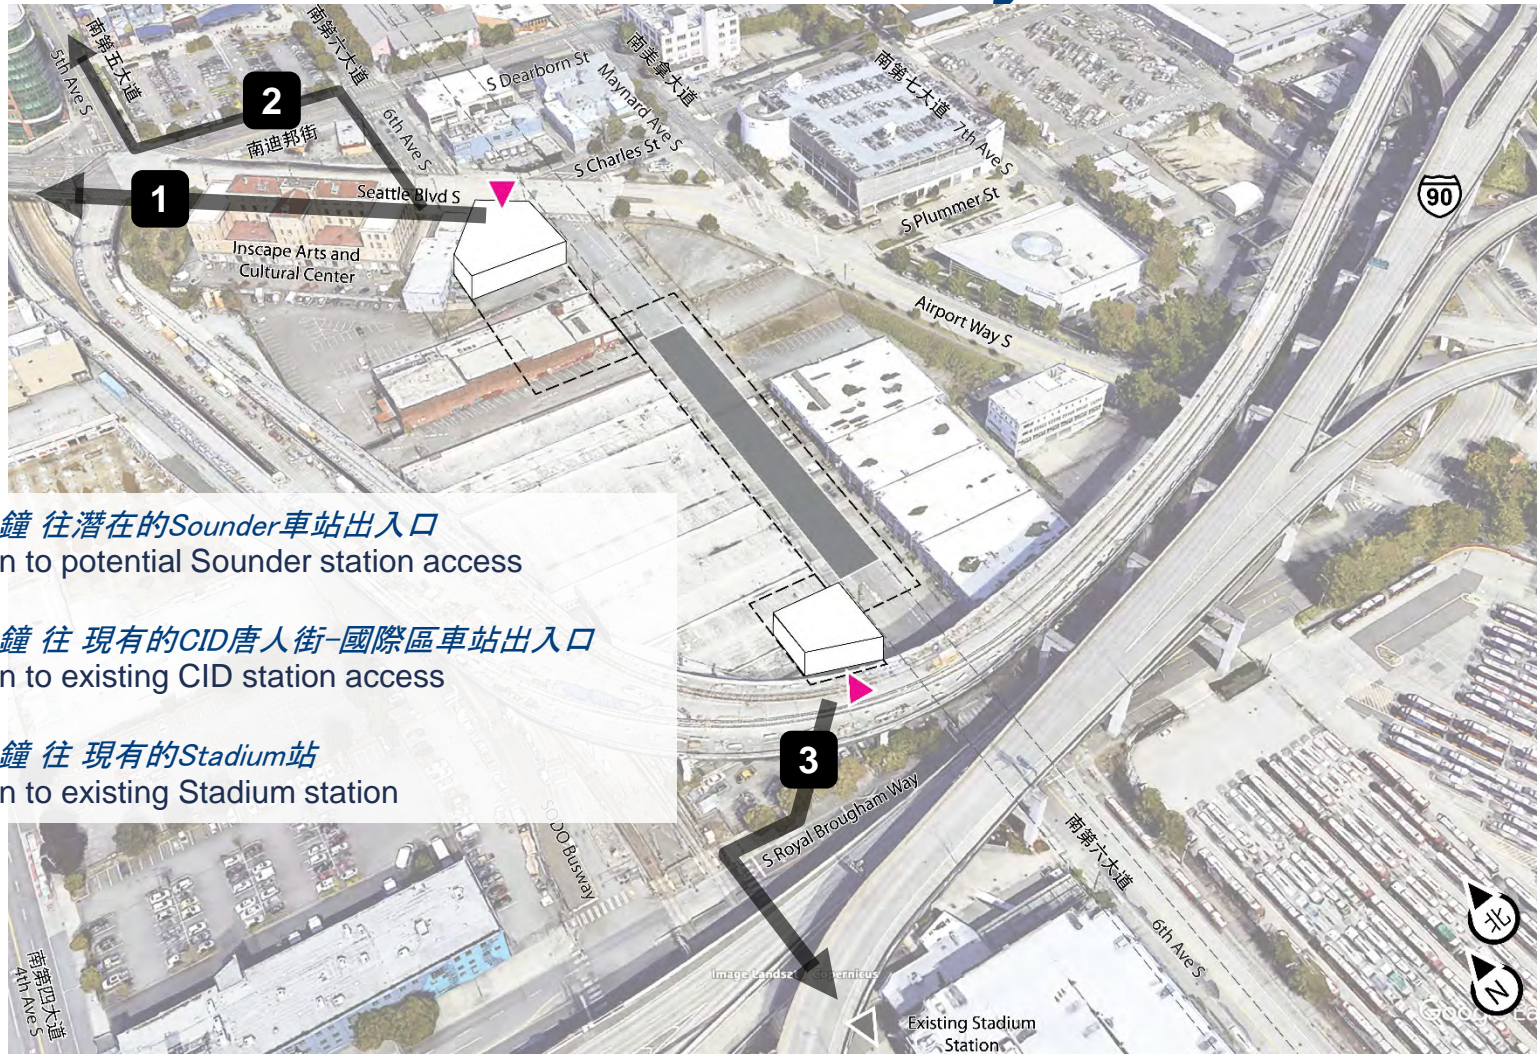 5th Ave S
南第五大道
南第六大道
2
南迪邦街
6th Ave S
S Dearborn St
南美拿大道
Maynard Ave S
南第七大道
7th Ave S
S Charles St
1
Seattle Blvd S
S Plummer St
90
Inscape Arts and
Cultural Center
Airport Way S
鐘 往潛在的Sounder車站出入口
n to potential Sounder station access
鐘 往 現有的CID唐人街-國際區車站出入口
n to existing CID station access
鐘 往 現有的Stadium站
n to existing Stadium station
3
S Royal Brougham Way
SODO Busway
南第六大道
6th Ave S
南第四大道
4th Ave S
Image Landsat / Copernicus
Existing Stadium
Station
北
N
Google Ea